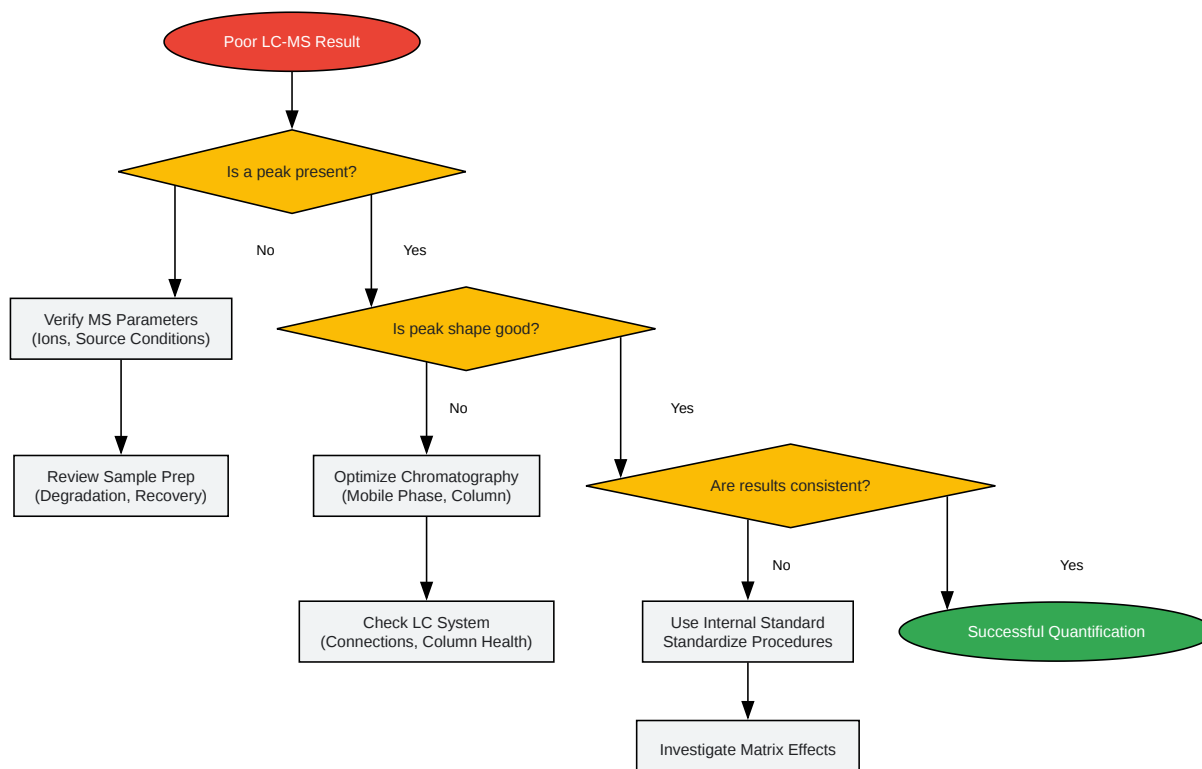 Poor LC-MS Result
Is a peak present?
No
Yes
Verify MS Parameters
(Ions, Source Conditions)
Is peak shape good?
No
Yes
Review Sample Prep
(Degradation, Recovery)
Optimize Chromatography
(Mobile Phase, Column)
Are results consistent?
No
Yes
Check LC System
(Connections, Column Health)
Use Internal Standard
Standardize Procedures
Successful Quantification
Investigate Matrix Effects